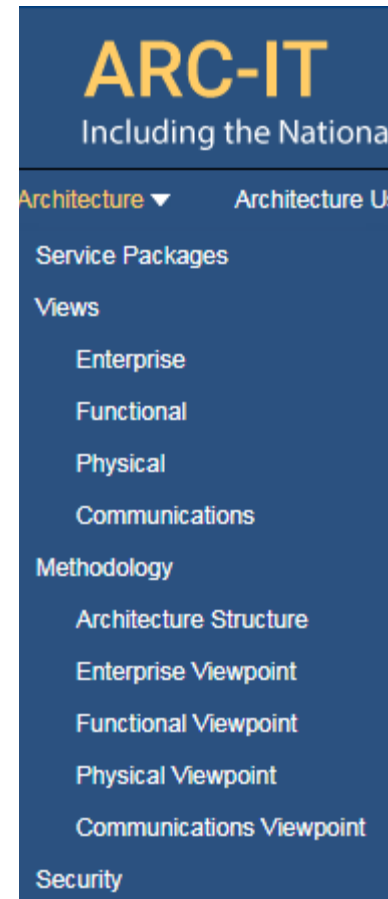 ARC-IT
Including the Nationa
Architecture ▼ Architecture Us
Service Packages
Views
Enterprise
Functional
Physical
Communications
Methodology
Architecture Structure
Enterprise Viewpoint
Functional Viewpoint
Physical Viewpoint
Communications Viewpoint
Security